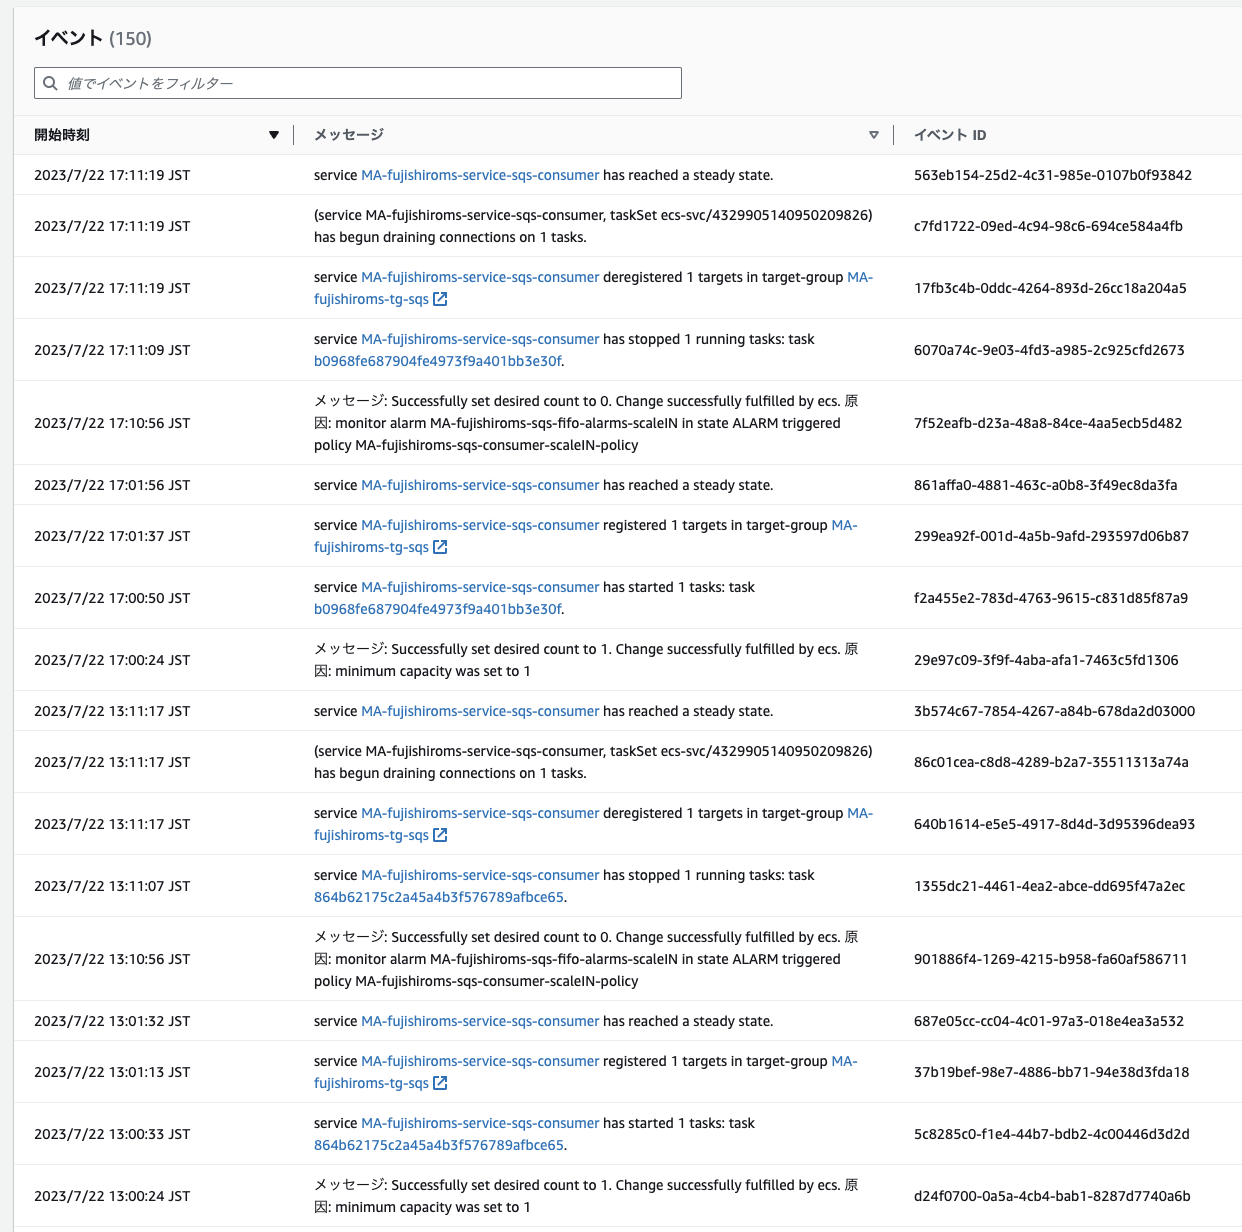 イベント (150)
値でイベントをフィルター
開始時刻 メッセージ イベント ID
2023/7/22 17:11:19 JST service MA-fujishiroms-service-sqs-consumer has reached a steady state. 563eb154-25d2-4c31-985e-0107b0f93842
(service MA-fujishiroms-service-sqs-consumer, taskSet ecs-svc/4329905140950209826)
2023/7/22 17:11:19 JST c7fd1722-09ed-4c94-98c6-694ce584a4fb
has begun draining connections on 1 tasks.
service MA-fujishiroms-service-sqs-consumer deregistered 1 targets in target-group MA-
2023/7/22 17:11:19 JST 17fb3c4b-0ddc-4264-893d-26cc18a204a5
fujishiroms-tg-sqs
service MA-fujishiroms-service-sqs-consumer has stopped 1 running tasks: task
2023/7/22 17:11:09 JST 6070a74c-9e03-4fd3-a985-2c925cfd2673
b0968fe687904fe4973f9a401bb3e30f.
メッセージ: Successfully set desired count to 0. Change successfully fulfilled by ecs. 原
2023/7/22 17:10:56 JST 因: monitor alarm MA-fujishiroms-sqs-fifo-alarms-scaleIN in state ALARM triggered 7f52eafb-d23a-48a8-84ce-4aa5ecb5d482
policy MA-fujishiroms-sqs-consumer-scaleIN-policy
2023/7/22 17:01:56 JST service MA-fujishiroms-service-sqs-consumer has reached a steady state. 861affa0-4881-463c-a0b8-3f49ec8da3fa
service MA-fujishiroms-service-sqs-consumer registered 1 targets in target-group MA-
2023/7/22 17:01:37 JST 299ea92f-001d-4a5b-9afd-293597d06b87
fujishiroms-tg-sqs
service MA-fujishiroms-service-sqs-consumer has started 1 tasks: task
2023/7/22 17:00:50 JST f2a455e2-783d-4763-9615-c831d85f87a9
b0968fe687904fe4973f9a401bb3e30f.
メッセージ: Successfully set desired count to 1. Change successfully fulfilled by ecs. 原
2023/7/22 17:00:24 JST 29e97c09-3f9f-4aba-afa1-7463c5fd1306
因: minimum capacity was set to 1
2023/7/22 13:11:17 JST service MA-fujishiroms-service-sqs-consumer has reached a steady state. 3b574c67-7854-4267-a84b-678da2d03000
(service MA-fujishiroms-service-sqs-consumer, taskSet ecs-svc/4329905140950209826)
2023/7/22 13:11:17 JST 86c01cea-c8d8-4289-b2a7-35511313a74a
has begun draining connections on 1 tasks.
service MA-fujishiroms-service-sqs-consumer deregistered 1 targets in target-group MA-
2023/7/22 13:11:17 JST 640b1614-e5e5-4917-8d4d-3d95396dea93
fujishiroms-tg-sqs
service MA-fujishiroms-service-sqs-consumer has stopped 1 running tasks: task
2023/7/22 13:11:07 JST 1355dc21-4461-4ea2-abce-dd695f47a2ec
864b62175c2a45a4b3f576789afbce65.
メッセージ: Successfully set desired count to 0. Change successfully fulfilled by ecs. 原
2023/7/22 13:10:56 JST 因: monitor alarm MA-fujishiroms-sqs-fifo-alarms-scaleIN in state ALARM triggered 901886f4-1269-4215-b958-fa60af586711
policy MA-fujishiroms-sqs-consumer-scaleIN-policy
2023/7/22 13:01:32 JST service MA-fujishiroms-service-sqs-consumer has reached a steady state. 687e05cc-cc04-4c01-97a3-018e4ea3a532
service MA-fujishiroms-service-sqs-consumer registered 1 targets in target-group MA-
2023/7/22 13:01:13 JST 37b19bef-98e7-4886-bb71-94e38d3fda18
fujishiroms-tg-sqs
service MA-fujishiroms-service-sqs-consumer has started 1 tasks: task
2023/7/22 13:00:33 JST 5c8285c0-f1e4-44b7-bdb2-4c00446d3d2d
864b62175c2a45a4b3f576789afbce65.
メッセージ: Successfully set desired count to 1. Change successfully fulfilled by ecs. 原
2023/7/22 13:00:24 JST d24f0700-0a5a-4cb4-bab1-8287d7740a6b
因: minimum capacity was set to 1